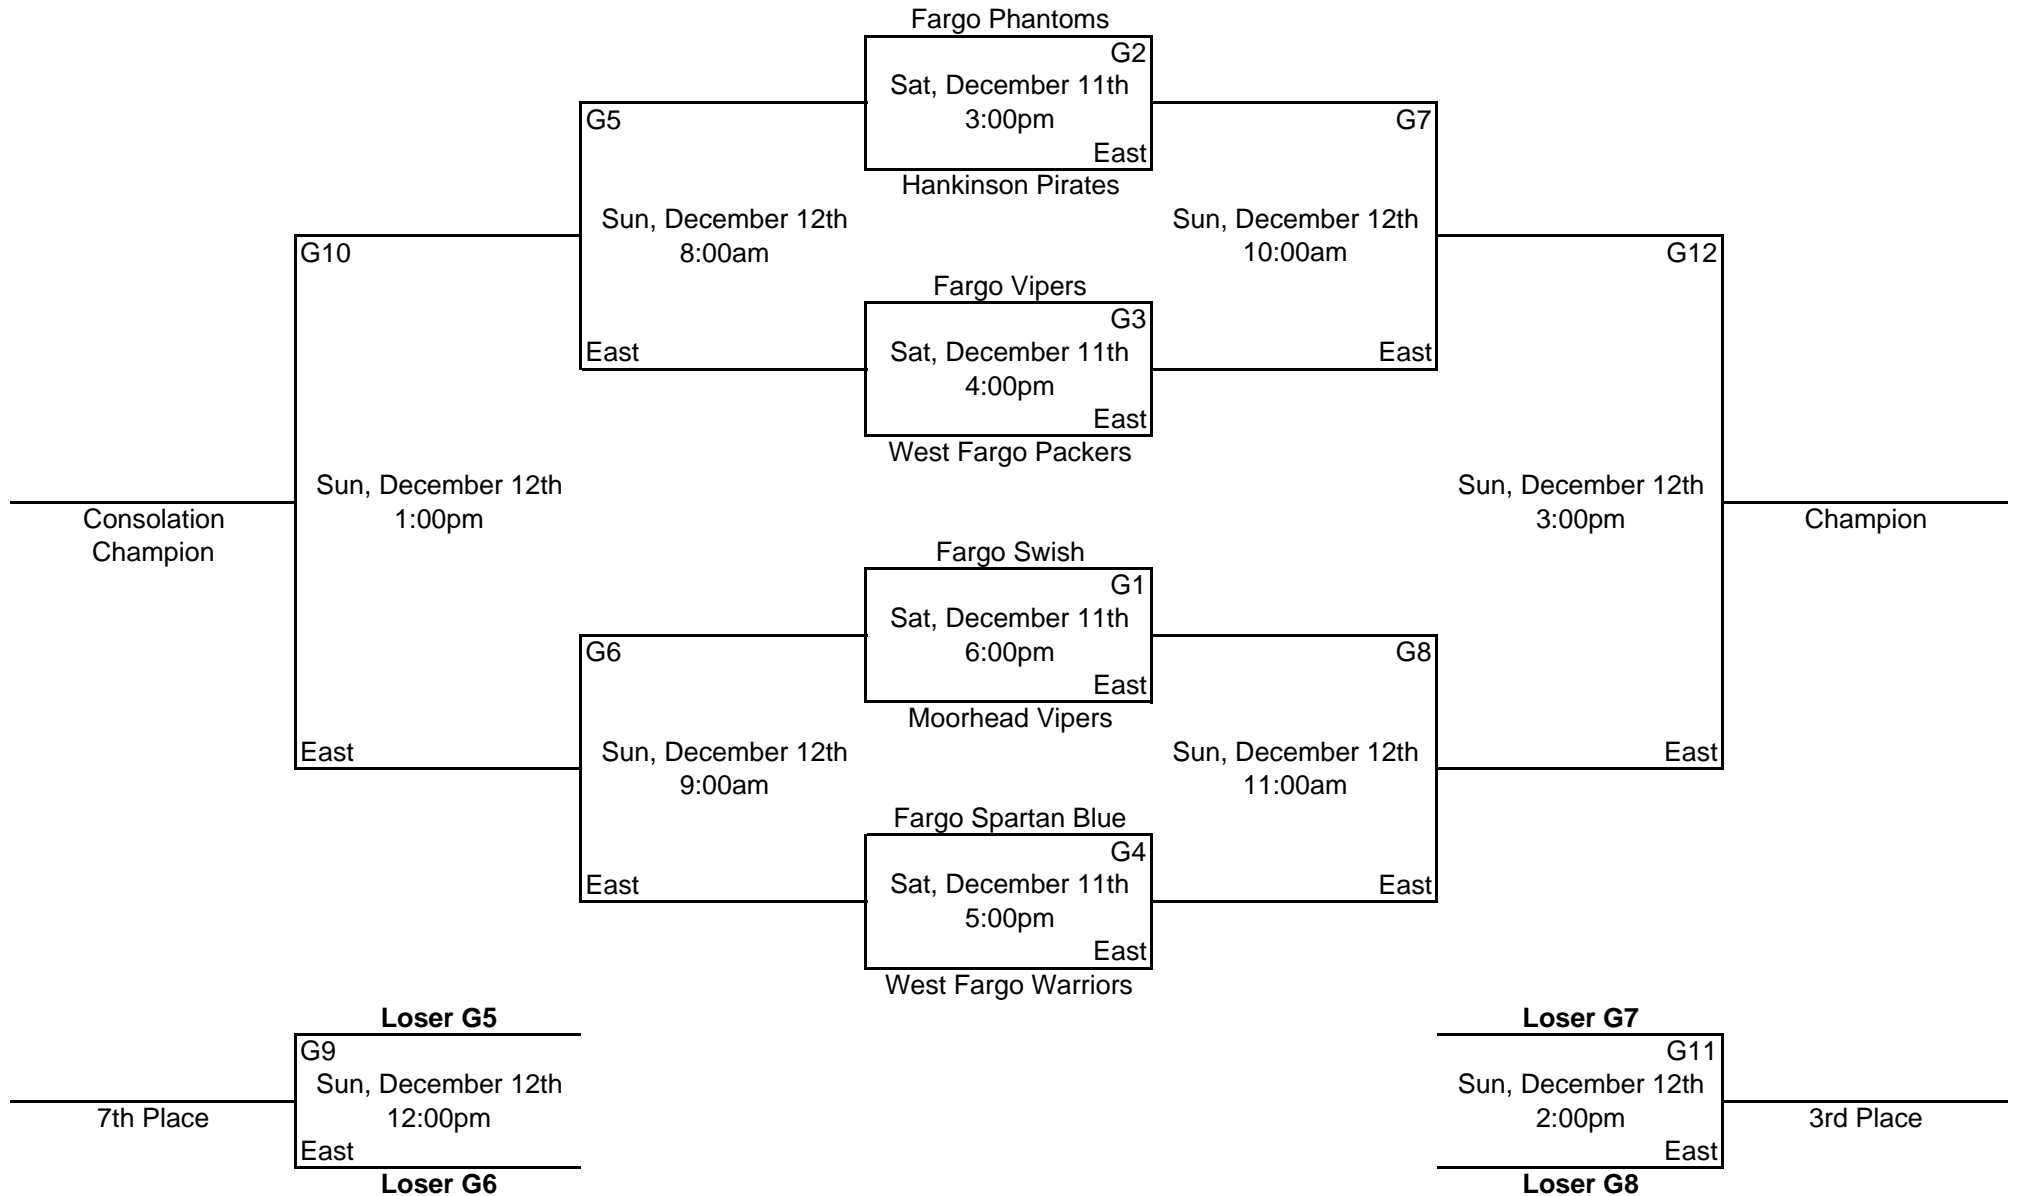 Fargo Phantoms
G2
Sat, December 11th
3:00pm
East
Hankinson Pirates
G5
Sun, December 12th
8:00am
East
G7
Sun, December 12th
10:00am
East
Fargo Vipers
G3
Sat, December 11th
4:00pm
East
West Fargo Packers
G10
Sun, December 12th
1:00pm
East
Consolation
Champion
G12
Sun, December 12th
3:00pm
East
Champion
Fargo Swish
G1
Sat, December 11th
6:00pm
East
Moorhead Vipers
G6
Sun, December 12th
9:00am
East
G8
Sun, December 12th
11:00am
East
Fargo Spartan Blue
G4
Sat, December 11th
5:00pm
East
West Fargo Warriors
Loser G5
G9
Sun, December 12th
12:00pm
East
Loser G6
7th Place
Loser G7
G11
Sun, December 12th
2:00pm
East
Loser G8
3rd Place